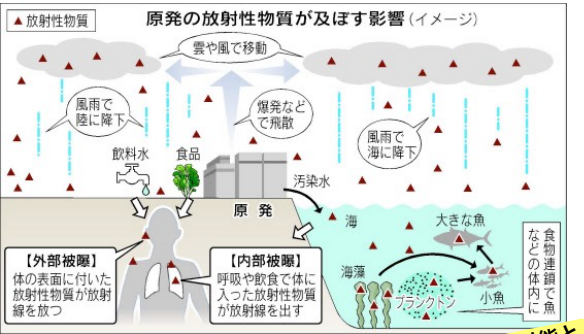 ▲放射性物質
原発の放射性物質が及ぼす影響(イメージ)
雲や風で移動
風雨で
陸に降下
爆発など
で飛散
風雨で
海に降下
飲料水
食品
汚染水
原発
海
大きな魚
食物連鎖で魚
などの体内に
海藻
プランクトン
小魚
【外部被曝】
体の表面に付いた
放射性物質が放射
線を放つ
【内部被曝】
呼吸や飲食で体に
入った放射性物質
が放射線を出す